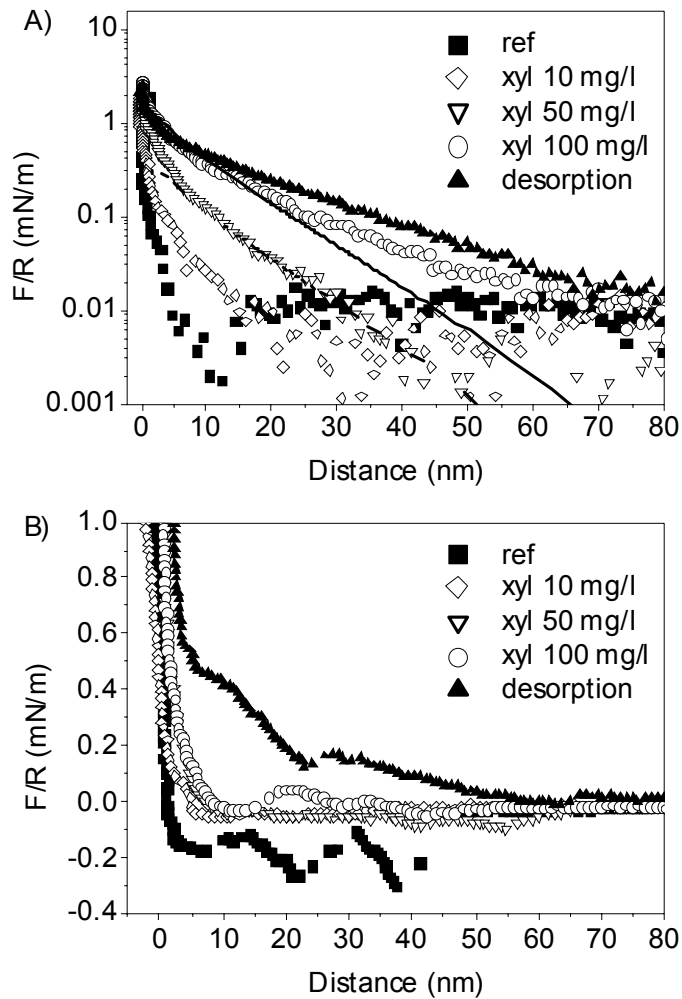 A)
10
1
0.1
0.01
0.001
F/R (mN/m)
ref
xyl 10 mg/l
xyl 50 mg/l
xyl 100 mg/l
desorption
0 10 20 30 40 50 60 70 80
Distance (nm)
B)
1.0
0.8
0.6
0.4
0.2
0.0
-0.2
-0.4
F/R (mN/m)
ref
xyl 10 mg/l
xyl 50 mg/l
xyl 100 mg/l
desorption
0 10 20 30 40 50 60 70 80
Distance (nm)